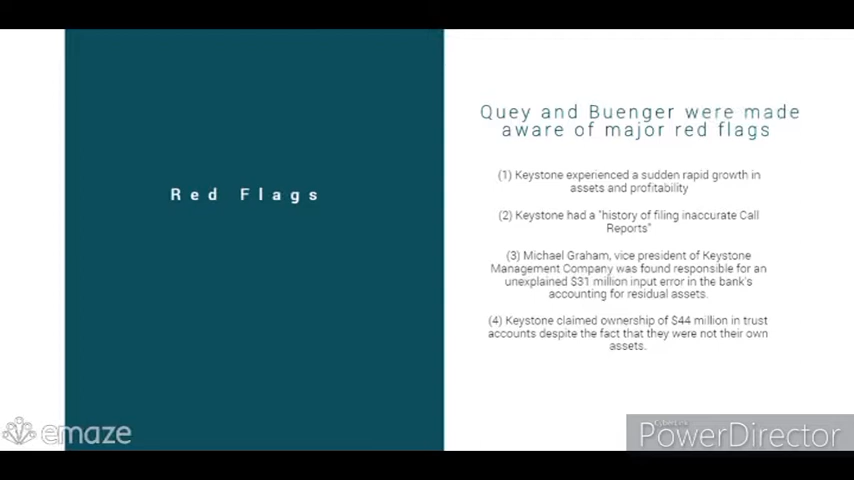 Red Flags
Quey and Buenger were made
aware of major red flags
(1) Keystone experienced a sudden rapid growth in
assets and profitability
(2) Keystone had a "history of filing inaccurate Call
Reports"
(3) Michael Graham, vice president of Keystone
Management Company was found responsible for an
unexplained $31 million input error in the bank's
accounting for residual assets.
(4) Keystone claimed ownership of $44 million in trust
accounts despite the fact that they were not their own
assets.
emaze
CyberLink
PowerDirector